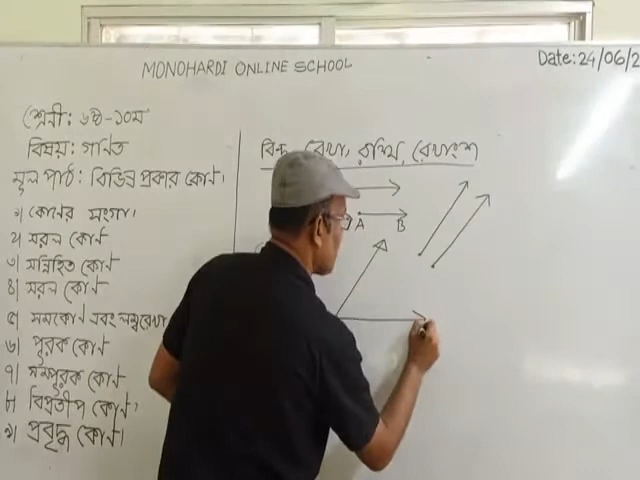 MONOHARDI ONLINE SCHOOL
Date: 24/06/2
শ্রেনী: ৬ষ্ঠ-১০ম
বিষয়: গণিত
মূল পাঠ: বিভিন্ন প্রকার কোণ।
১) কোণের সংগা।
২) সরল কোণ
৩) সন্নিহিত কোণ
৪) সরল কোণ
৫) সমকোণ এবং লম্বরেখা
৬) পূরক কোণ
৭) সম্পূরক কোণ
৮) বিপ্রতীপ কোণ।
৯) প্রবৃদ্ধ কোণ।
রেখা, রশ্মি, রেখাংশ
A B